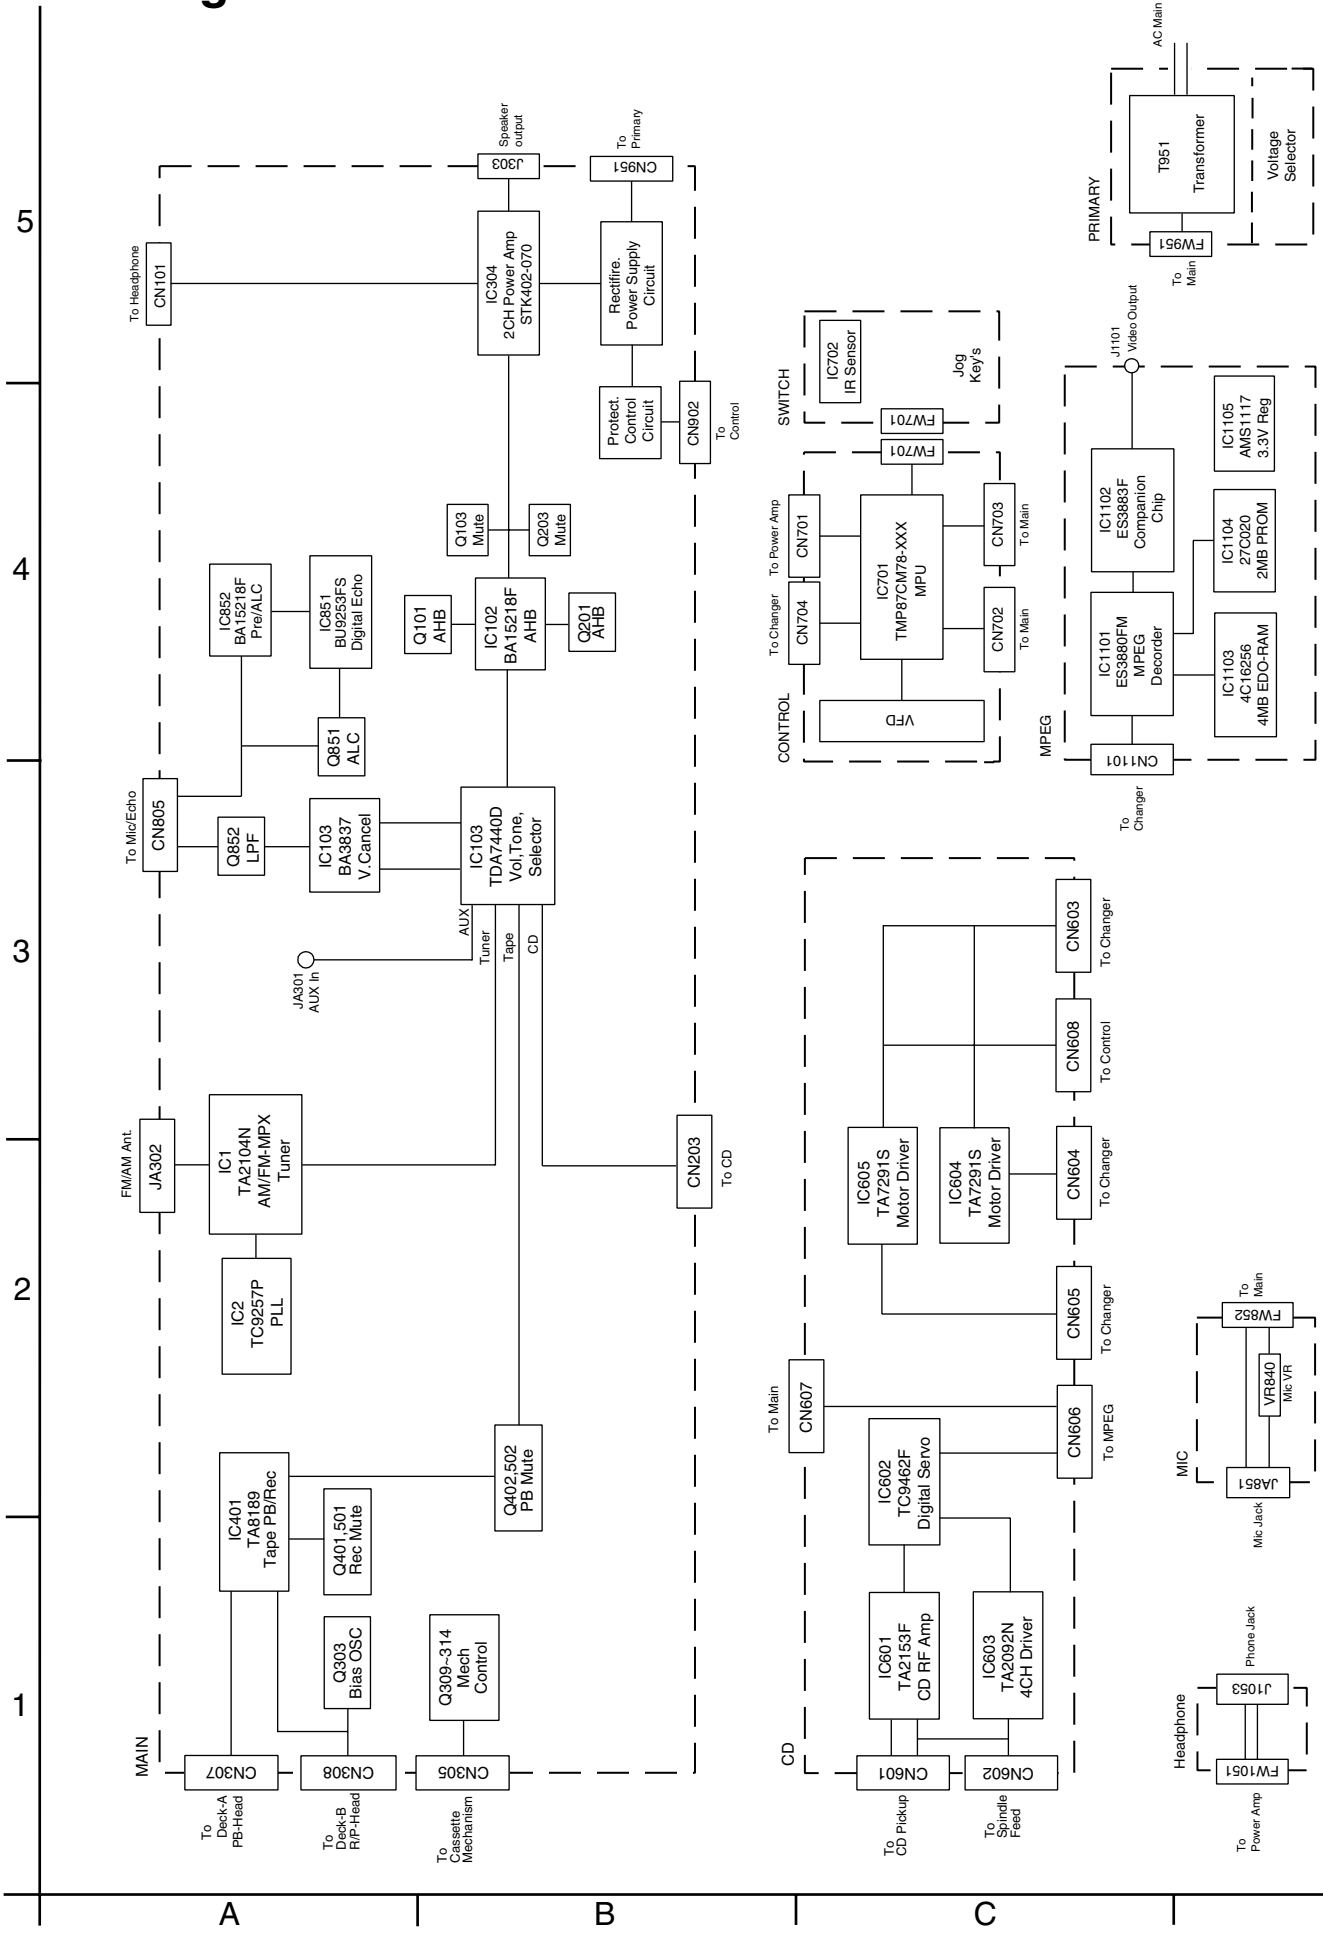 g
5
4
3
2
1
A
B
C
MAIN
To Headphone
CN101
J303
Speaker
output
CN951
To
Primary
IC304
2CH Power Amp
STK402-070
Rectifire.
Power Supply
Circuit
Protect.
Control
Circuit
CN902
To
Control
Q103
Mute
Q203
Mute
IC852
BA15218F
Pre/ALC
IC851
BU9253FS
Digital Echo
Q851
ALC
Q101
AHB
IC102
BA15218F
AHB
Q201
AHB
To Mic/Echo
CN805
Q852
LPF
IC103
BA3837
V.Cancel
IC103
TDA7440D
Vol,Tone,
Selector
AUX
Tuner
Tape
CD
JA301
AUX In
FM/AM Ant.
JA302
IC1
TA2104N
AM/FM-MPX
Tuner
IC2
TC9257P
PLL
CN203
To CD
IC401
TA8189
Tape PB/Rec
Q401,501
Rec Mute
Q402,502
PB Mute
Q303
Bias OSC
Q309~314
Mech
Control
CN307
To
Deck-A
PB-Head
CN308
To
Deck-B
R/P-Head
CN305
To
Cassette
Mechanism
PRIMARY
AC Main
T951
Transformer
Voltage
Selector
FW951
To
Main
SWITCH
IC702
IR Sensor
Jog
Key's
FW701
CONTROL
FW701
To Power Amp
CN701
To Changer
CN704
IC701
TMP87CM78-XXX
MPU
CN703
To Main
CN702
To Main
VFD
MPEG
J1101
Video Output
IC1102
ES3883F
Companion
Chip
IC1101
ES3880FM
MPEG
Decorder
IC1105
AMS1117
3.3V Reg
IC1104
27C020
2MB PROM
IC1103
4C16256
4MB EDO-RAM
CN1101
To
Changer
CD
CN603
To Changer
CN608
To Control
CN604
To Changer
CN605
To Changer
CN606
To MPEG
IC605
TA7291S
Motor Driver
IC604
TA7291S
Motor Driver
To Main
CN607
IC602
TC9462F
Digital Servo
IC601
TA2153F
CD RF Amp
IC603
TA2092N
4CH Driver
CN601
To
CD Pickup
CN602
To
Spindle
Feed
MIC
FW852
To
Main
VR840
Mic VR
JA851
Mic Jack
Headphone
J1053
Phone Jack
FW1051
To
Power Amp